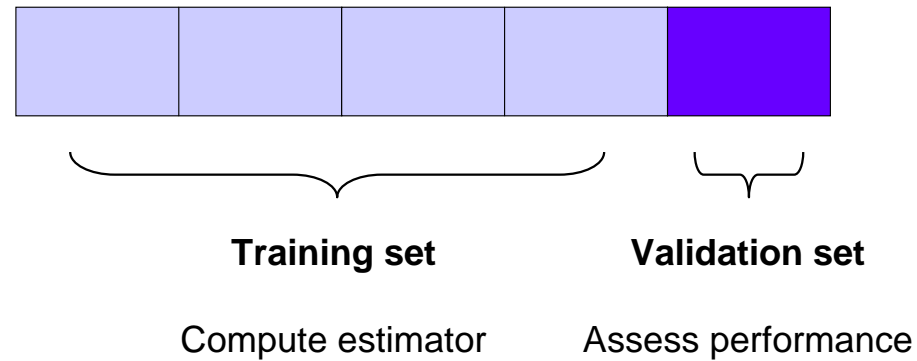 Training set Validation set
Compute estimator Assess performance